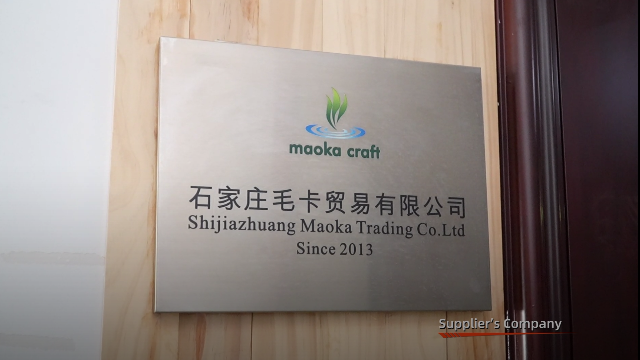 maoka craft
石家庄毛卡贸易有限公司
Shijiazhuang Maoka Trading Co.Ltd
Since 2013
Supplier's Company